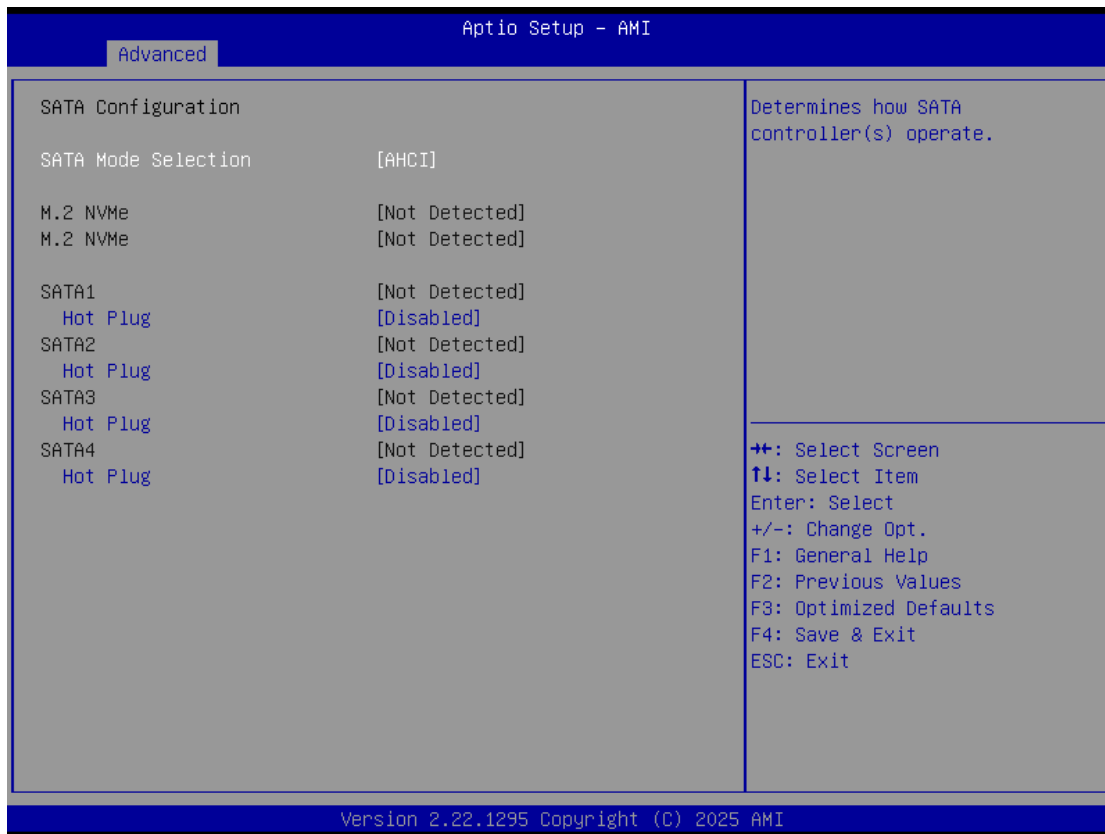 Aptio Setup - AMI
Advanced
SATA Configuration
SATA Mode Selection [AHCI]
M.2 NVMe [Not Detected]
M.2 NVMe [Not Detected]
SATA1 [Not Detected]
Hot Plug [Disabled]
SATA2 [Not Detected]
Hot Plug [Disabled]
SATA3 [Not Detected]
Hot Plug [Disabled]
SATA4 [Not Detected]
Hot Plug [Disabled]
Determines how SATA
controller(s) operate.
→←: Select Screen
↑↓: Select Item
Enter: Select
+/-: Change Opt.
F1: General Help
F2: Previous Values
F3: Optimized Defaults
F4: Save & Exit
ESC: Exit
Version 2.22.1295 Copyright (C) 2025 AMI